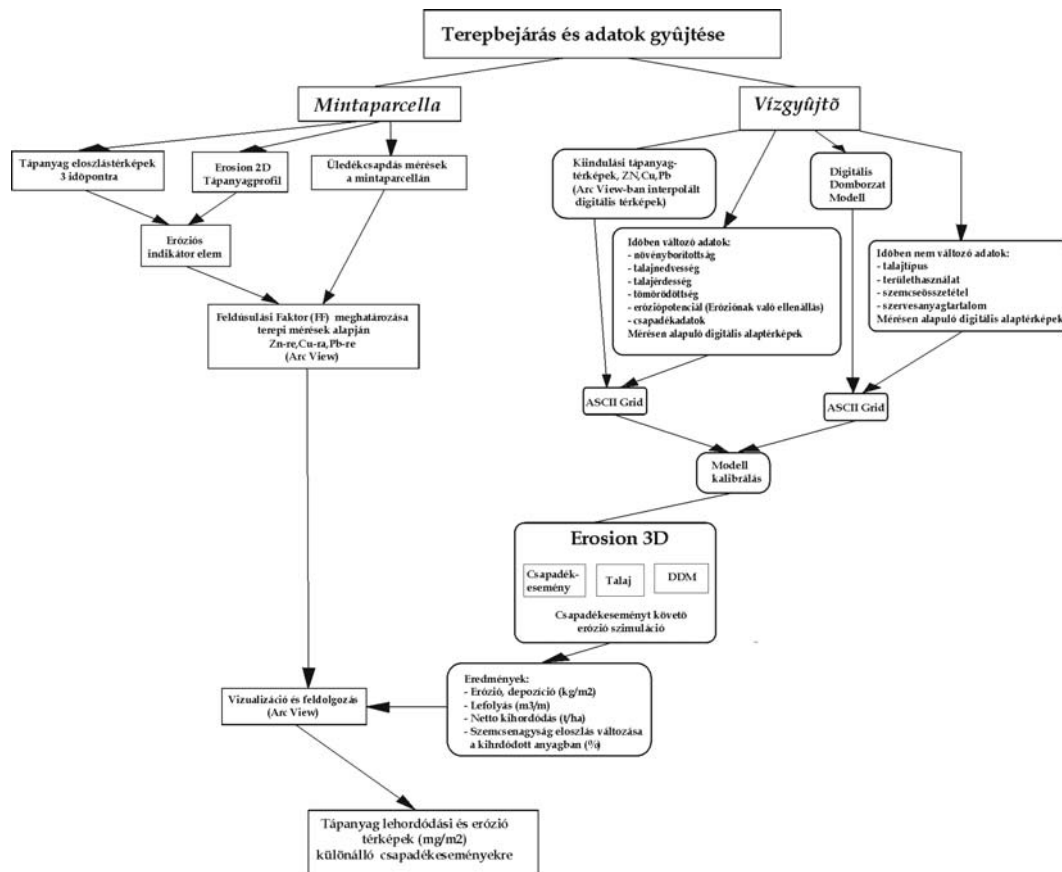 Terepbejárás és adatok gyûjtése
Mintaparcella
Vízgyûjtõ
Tápanyag eloszlástérképek
3 idõpontra
Erosion 2D
Tápanyagprofil
Üledékcsapdás mérések
a mintaparcellán
Kiindulási tápanyag-
térképek, ZN,Cu,Pb
(Arc View-ban interpolált
digitális térképek)
Digitális
Domborzat
Modell
Eróziós
indikátor elem
Idõben változó adatok:
- növényborítottság
- talajnedvesség
- talajérdesség
- tömörödöttség
- erózіópotenciál (Eróziónak való ellenállás)
- csapadékadatok
Mérésen alapuló digitális alaptérképek
Idõben nem változó adatok:
- talajtípus
- területhasználat
- szemcseösszetétel
- szervesanyagtartalom
Mérésen alapuló digitális alaptérképek
Feldúsulási Faktor (FF) meghatározása
terepi mérések alapján
Zn-re,Cu-ra,Pb-re
(Arc View)
ASCII Grid
ASCII Grid
Modell
kalibrálás
Erosion 3D
Csapadék-
esemény
Talaj
DDM
Csapadékeseményt követõ
erózió szimuláció
Eredmények:
- Erózió, depozíció (kg/m2)
- Lefolyás (m3/m)
- Netto kihordódás (t/ha)
- Szemcsenagyság eloszlás változása
a kihrdódott anyagban (%)
Vizualizáció és feldolgozás
(Arc View)
Tápanyag lehordódási és erózió
térképek (mg/m2)
különálló csapadékeseményekre